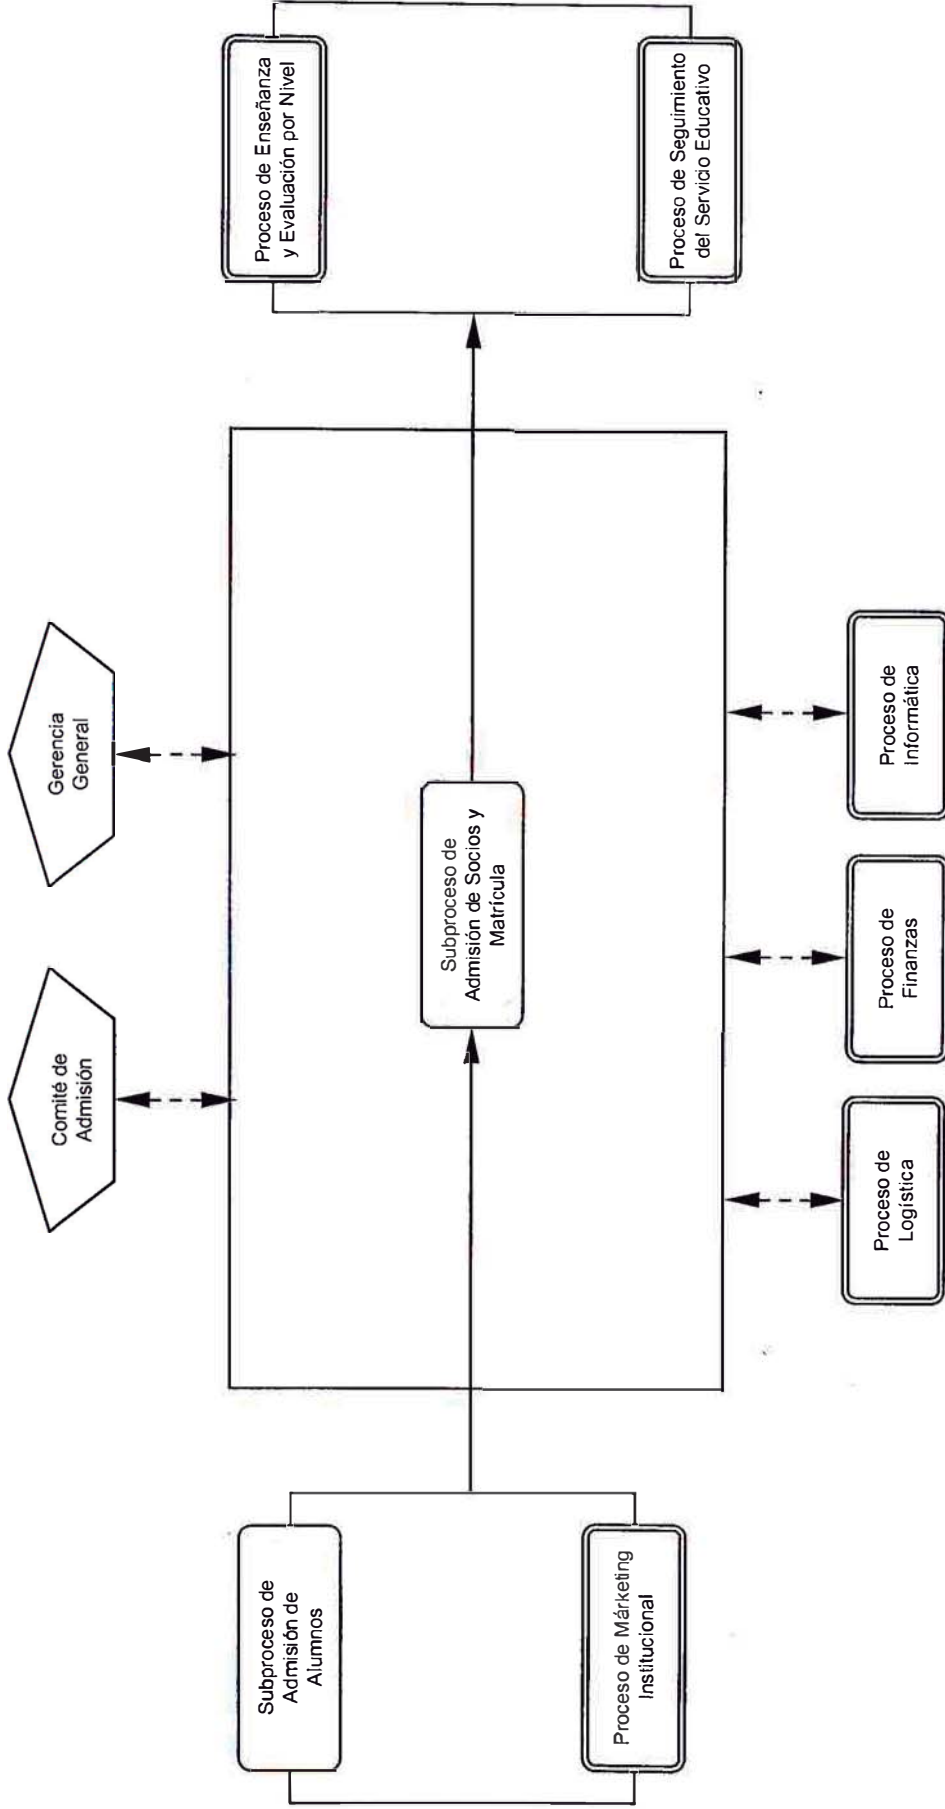 Comité de
Admisión
Gerencia
General
Subproceso de
Admisión de
Alumnos
Proceso de Márketing
Institucional
Subproceso de
Admisión de Socios y
Matrícula
Proceso de Enseñanza
y Evaluación por Nivel
Proceso de Seguimiento
del Servicio Educativo
Proceso de
Logística
Proceso de
Finanzas
Proceso de
Informática